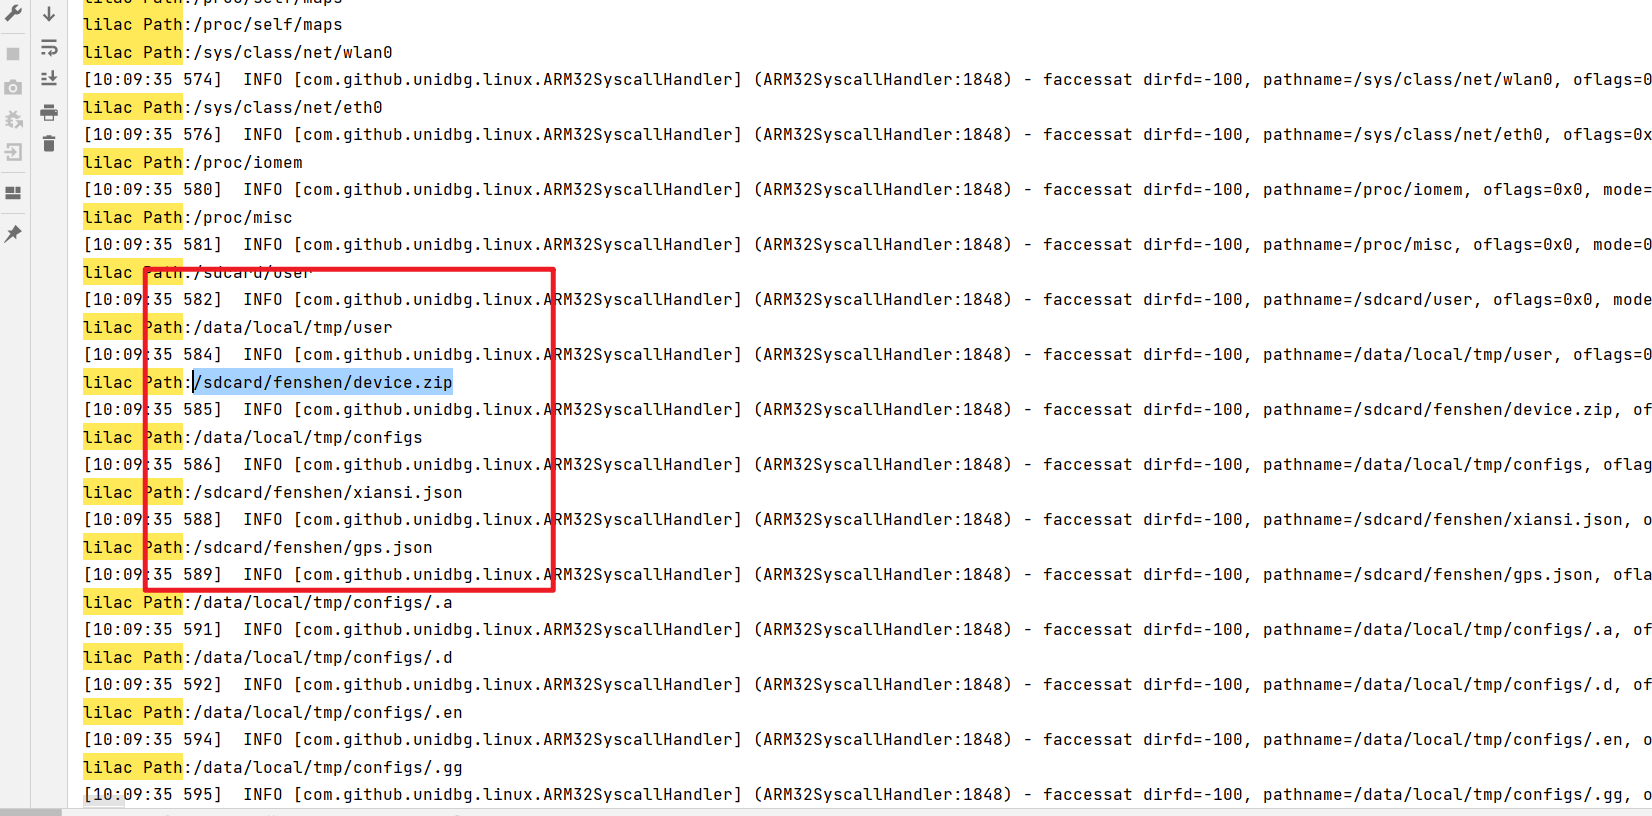 lilac Path:/proc/self/maps
lilac Path:/proc/self/maps
lilac Path:/sys/class/net/wlan0
[10:09:35 574]  INFO [com.github.unidbg.linux.ARM32SyscallHandler] (ARM32SyscallHandler:1848) - faccessat dirfd=-100, pathname=/sys/class/net/wlan0, oflags=0
lilac Path:/sys/class/net/eth0
[10:09:35 576]  INFO [com.github.unidbg.linux.ARM32SyscallHandler] (ARM32SyscallHandler:1848) - faccessat dirfd=-100, pathname=/sys/class/net/eth0, oflags=0x
lilac Path:/proc/iomem
[10:09:35 580]  INFO [com.github.unidbg.linux.ARM32SyscallHandler] (ARM32SyscallHandler:1848) - faccessat dirfd=-100, pathname=/proc/iomem, oflags=0x0, mode=
lilac Path:/proc/misc
[10:09:35 581]  INFO [com.github.unidbg.linux.ARM32SyscallHandler] (ARM32SyscallHandler:1848) - faccessat dirfd=-100, pathname=/proc/misc, oflags=0x0, mode=0
lilac Path:/sdcard/user
[10:09:35 582]  INFO [com.github.unidbg.linux.ARM32SyscallHandler] (ARM32SyscallHandler:1848) - faccessat dirfd=-100, pathname=/sdcard/user, oflags=0x0, mode
lilac Path:/data/local/tmp/user
[10:09:35 584]  INFO [com.github.unidbg.linux.ARM32SyscallHandler] (ARM32SyscallHandler:1848) - faccessat dirfd=-100, pathname=/data/local/tmp/user, oflags=0
lilac Path:/sdcard/fenshen/device.zip
[10:09:35 585]  INFO [com.github.unidbg.linux.ARM32SyscallHandler] (ARM32SyscallHandler:1848) - faccessat dirfd=-100, pathname=/sdcard/fenshen/device.zip, of
lilac Path:/data/local/tmp/configs
[10:09:35 586]  INFO [com.github.unidbg.linux.ARM32SyscallHandler] (ARM32SyscallHandler:1848) - faccessat dirfd=-100, pathname=/data/local/tmp/configs, oflag
lilac Path:/sdcard/fenshen/xiansi.json
[10:09:35 588]  INFO [com.github.unidbg.linux.ARM32SyscallHandler] (ARM32SyscallHandler:1848) - faccessat dirfd=-100, pathname=/sdcard/fenshen/xiansi.json, o
lilac Path:/sdcard/fenshen/gps.json
[10:09:35 589]  INFO [com.github.unidbg.linux.ARM32SyscallHandler] (ARM32SyscallHandler:1848) - faccessat dirfd=-100, pathname=/sdcard/fenshen/gps.json, ofla
lilac Path:/data/local/tmp/configs/.a
[10:09:35 591]  INFO [com.github.unidbg.linux.ARM32SyscallHandler] (ARM32SyscallHandler:1848) - faccessat dirfd=-100, pathname=/data/local/tmp/configs/.a, of
lilac Path:/data/local/tmp/configs/.d
[10:09:35 592]  INFO [com.github.unidbg.linux.ARM32SyscallHandler] (ARM32SyscallHandler:1848) - faccessat dirfd=-100, pathname=/data/local/tmp/configs/.d, of
lilac Path:/data/local/tmp/configs/.en
[10:09:35 594]  INFO [com.github.unidbg.linux.ARM32SyscallHandler] (ARM32SyscallHandler:1848) - faccessat dirfd=-100, pathname=/data/local/tmp/configs/.en, o
lilac Path:/data/local/tmp/configs/.gg
[10:09:35 595]  INFO [com.github.unidbg.linux.ARM32SyscallHandler] (ARM32SyscallHandler:1848) - faccessat dirfd=-100, pathname=/data/local/tmp/configs/.gg, o